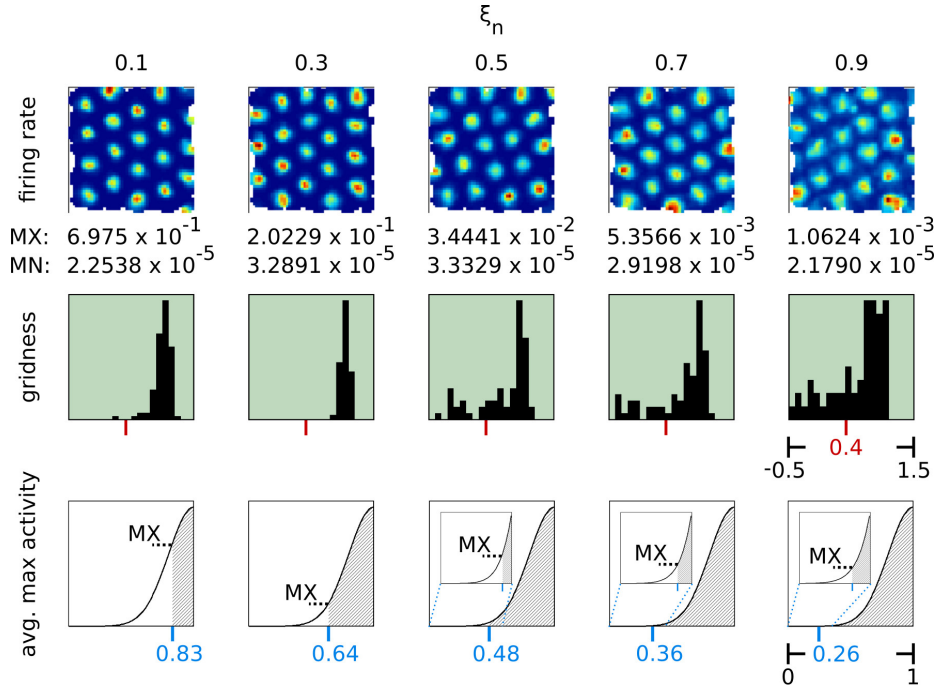 ξn
0.1 0.3 0.5 0.7 0.9
firing rate
MX: 6.975 x 10^-1 2.0229 x 10^-1 3.4441 x 10^-2 5.3566 x 10^-3 1.0624 x 10^-3
MN: 2.2538 x 10^-5 3.2891 x 10^-5 3.3329 x 10^-5 2.9198 x 10^-5 2.1790 x 10^-5
gridness
0.4
-0.5 1.5
avg. max activity
MX MX MX MX MX
0.83 0.64 0.48 0.36 0.26
0 1